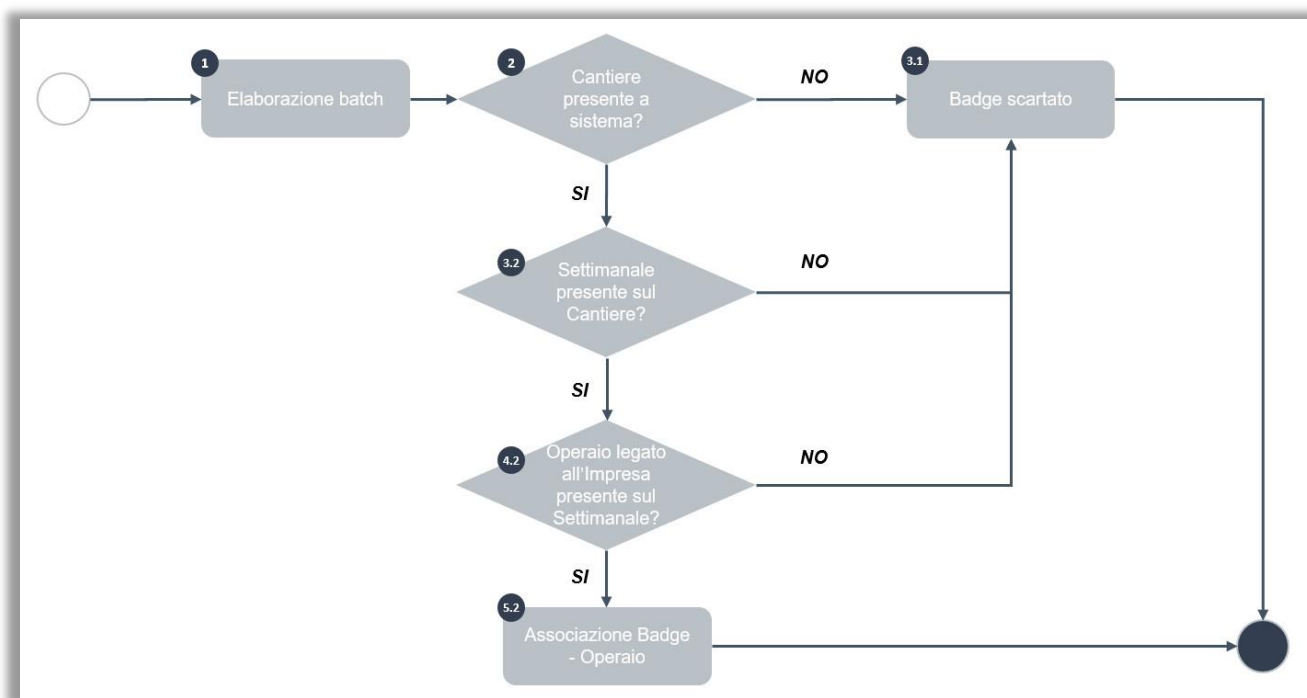 1
Elaborazione batch
2
Cantiere
presente a
sistema?
NO
3.1
Badge scartato
SI
3.2
Settimanale
presente sul
Cantiere?
NO
SI
4.2
Operaio legato
all'Impresa
presente sul
Settimanale?
NO
SI
5.2
Associazione Badge
- Operaio